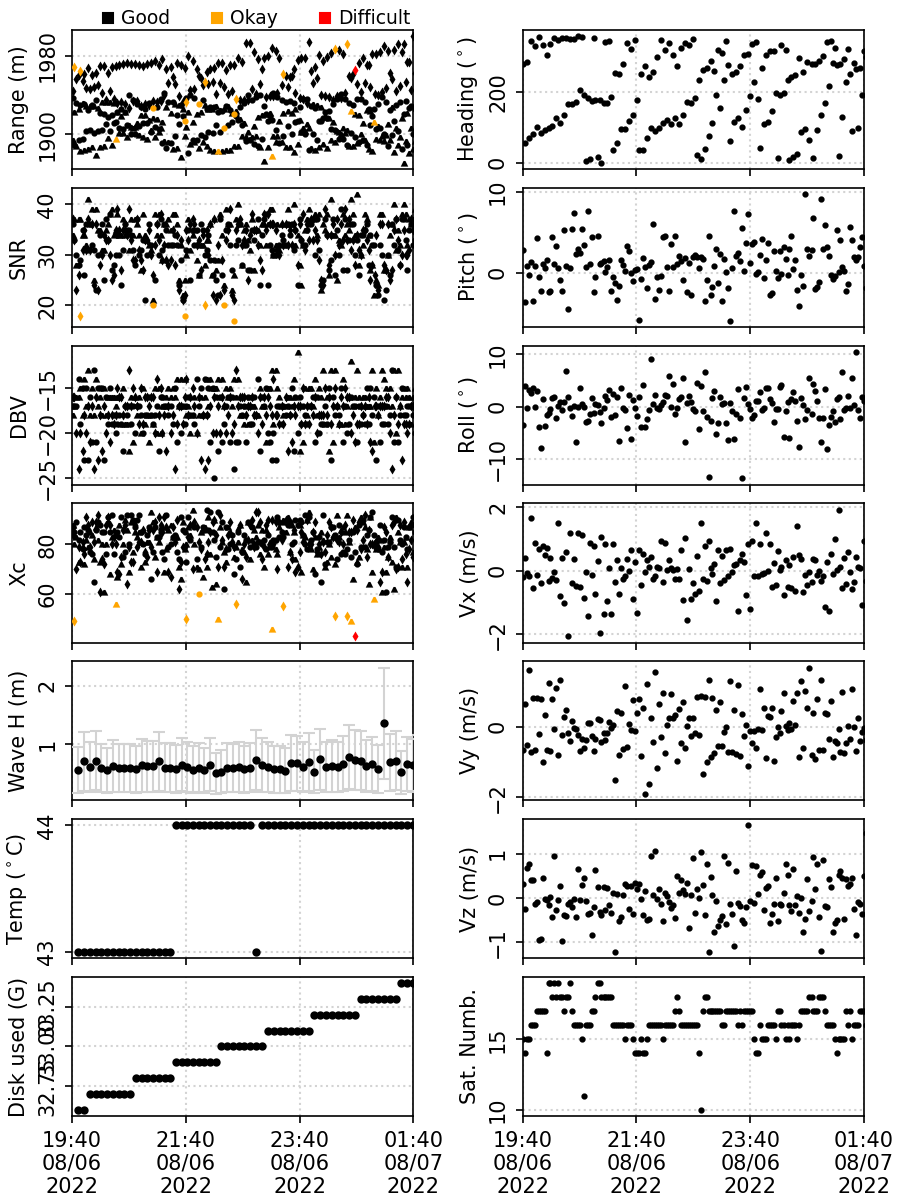 Good Okay Difficult
Range (m)
1980
1900
Heading (°)
200
0
SNR
40
30
20
Pitch (°)
10
0
DBV
−15
−20
−25
Roll (°)
10
0
−10
Xc
80
60
Vx (m/s)
2
0
−2
Wave H (m)
2
1
Vy (m/s)
0
−2
Temp (°C)
44
43
Vz (m/s)
1
0
−1
Disk used (G)
33.25
33.00
32.75
Sat. Numb.
15
10
19:40 21:40 23:40 01:40
08/06 08/06 08/06 08/07
2022 2022 2022 2022
19:40 21:40 23:40 01:40
08/06 08/06 08/06 08/07
2022 2022 2022 2022